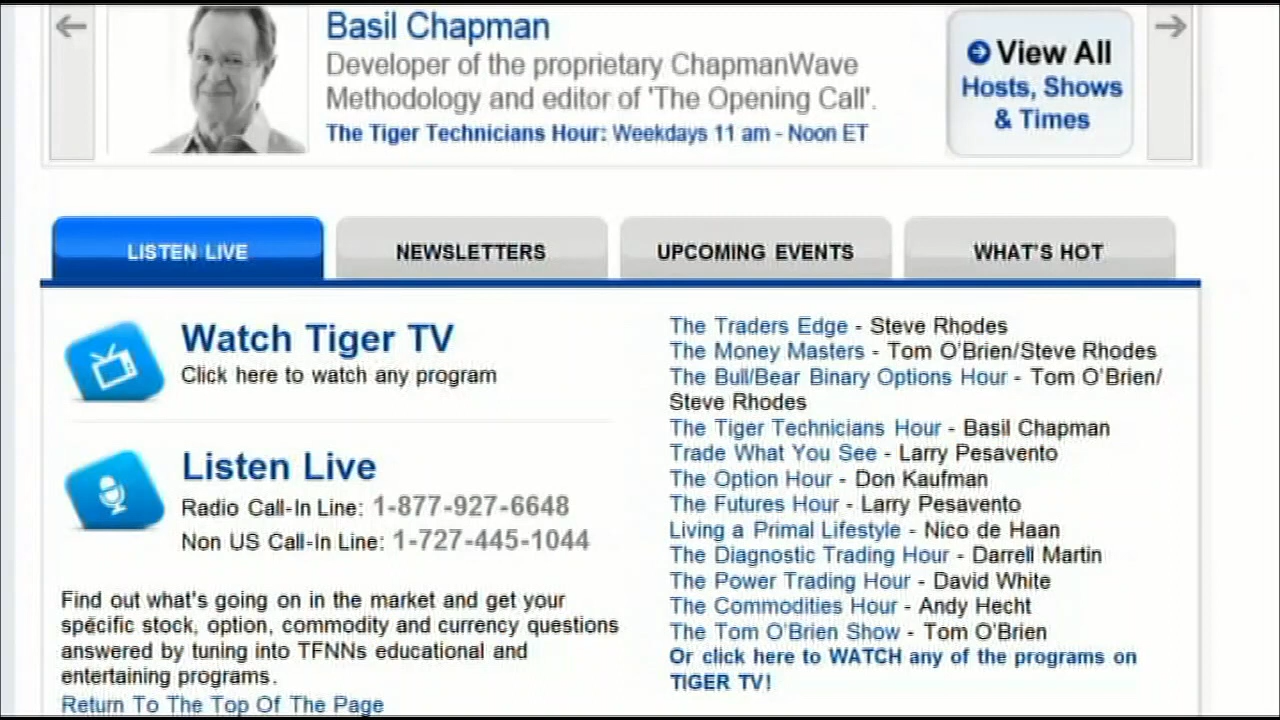 Basil Chapman
Developer of the proprietary ChapmanWave
Methodology and editor of 'The Opening Call'.
The Tiger Technicians Hour: Weekdays 11 am - Noon ET
View All
Hosts, Shows
& Times
LISTEN LIVE
NEWSLETTERS
UPCOMING EVENTS
WHAT'S HOT
Watch Tiger TV
Click here to watch any program
Listen Live
Radio Call-In Line: 1-877-927-6648
Non US Call-In Line: 1-727-445-1044
Find out what's going on in the market and get your
specific stock, option, commodity and currency questions
answered by tuning into TFNNs educational and
entertaining programs.
Return To The Top Of The Page
The Traders Edge - Steve Rhodes
The Money Masters - Tom O'Brien/Steve Rhodes
The Bull/Bear Binary Options Hour - Tom O'Brien/
Steve Rhodes
The Tiger Technicians Hour - Basil Chapman
Trade What You See - Larry Pesavento
The Option Hour - Don Kaufman
The Futures Hour - Larry Pesavento
Living a Primal Lifestyle - Nico de Haan
The Diagnostic Trading Hour - Darrell Martin
The Power Trading Hour - David White
The Commodities Hour - Andy Hecht
The Tom O'Brien Show - Tom O'Brien
Or click here to WATCH any of the programs on
TIGER TV!